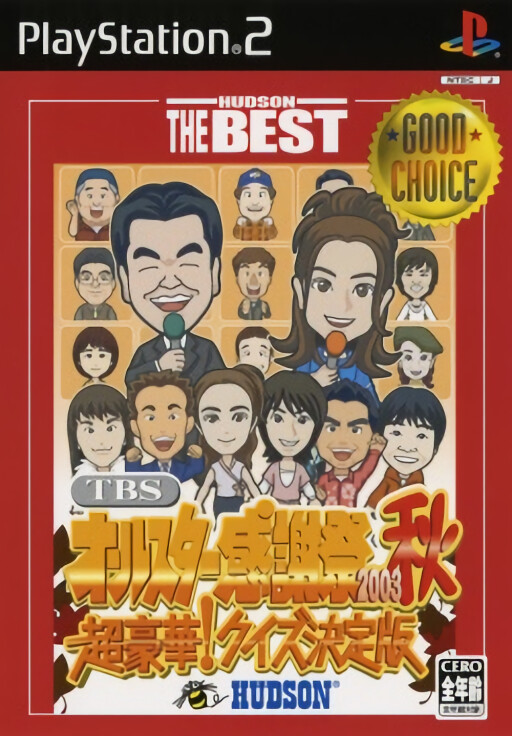 PlayStation®2
NTSC J
HUDSON
THE BEST
GOOD
CHOICE
TBS
オールスター感謝祭2003秋
超豪華!クイズ決定版
HUDSON®
CERO
全年齢